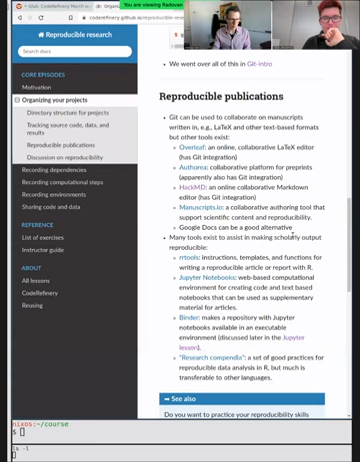 Q&A: CodeRefinery North w
Organi
You are viewing Radovan
coderefinery.github.io/reproducible-rese
Reproducible research
Search docs
CORE EPISODES
Motivation
Organizing your projects
Directory structure for projects
Tracking source code, data, and
results
Reproducible publications
Discussion on reproducibility
Recording dependencies
Recording computational steps
Recording environments
Sharing code and data
REFERENCE
List of exercises
Instructor guide
ABOUT
All lessons
CodeRefinery
Reusing
We went over all of this in Git-intro
Reproducible publications
Git can be used to collaborate on manuscripts
written in, e.g., LaTeX and other text-based formats
but other tools exist:
Overleaf: an online, collaborative LaTeX editor
(has Git integration)
Authorea: collaborative platform for preprints
(apparently also has Git integration)
HackMD: an online collaborative Markdown
editor (has Git integration)
Manuscripts.io: a collaborative authoring tool that
support scientific content and reproducibility.
Google Docs can be a good alternative
Many tools exist to assist in making scholarly output
reproducible:
rrtools: instructions, templates, and functions for
writing a reproducible article or report with R.
Jupyter Notebooks: web-based computational
environment for creating code and text based
notebooks that can be used as supplementary
material for articles.
Binder: makes a repository with Jupyter
notebooks available in an executable
environment (discussed later in the Jupyter
lesson).
"Research compendia": a set of good practices for
reproducible data analysis in R, but much is
transferable to other languages.
See also
Do you want to practice your reproducibility skills
nixos:~/course
$